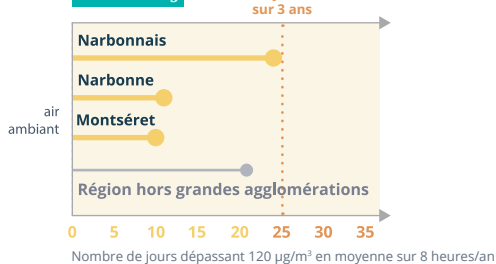 sur 3 ans
Narbonnais
Narbonne
air
ambiant
Montséret
Région hors grandes agglomérations
0 5 10 15 20 25 30 35
Nombre de jours dépassant 120 µg/m³ en moyenne sur 8 heures/an